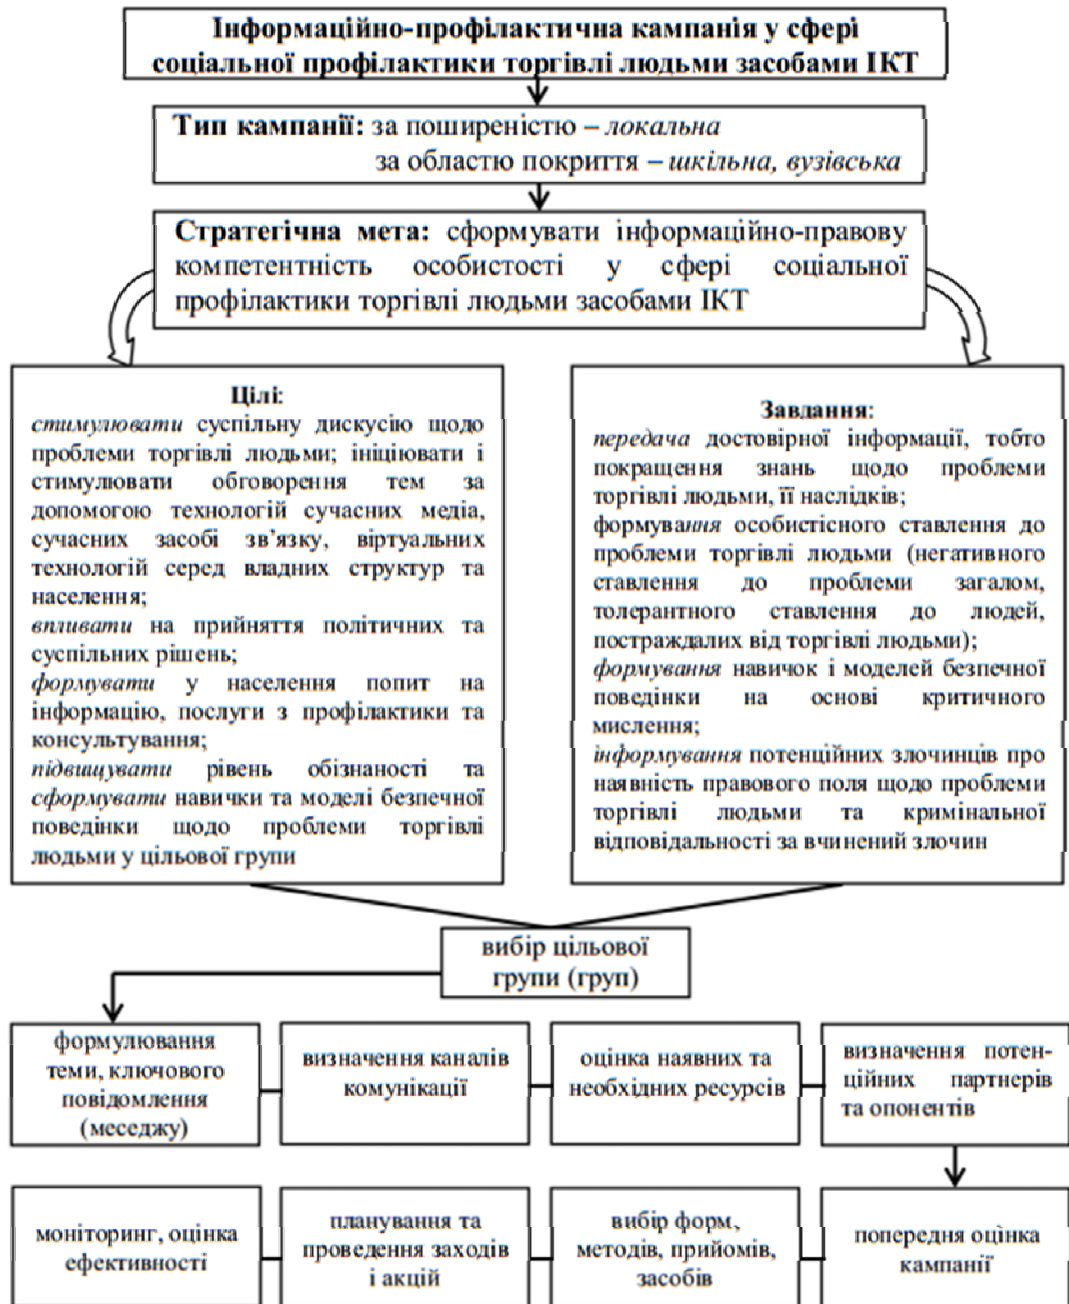 Інформаційно-профілактична кампанія у сфері
соціальної профілактики торгівлі людьми засобами ІКТ
Тип кампанії: за поширеністю – локальна
за областю покриття – шкільна, вузівська
Стратегічна мета: сформувати інформаційно-правову
компетентність особистості у сфері соціальної
профілактики торгівлі людьми засобами ІКТ
Цілі:
стимулювати суспільну дискусію щодо
проблеми торгівлі людьми; ініціювати і
стимулювати обговорення тем за
допомогою технологій сучасних медіа,
сучасних засобі зв’язку, віртуальних
технологій серед владних структур та
населення;
впливати на прийняття політичних та
суспільних рішень;
формувати у населення попит на
інформацію, послуги з профілактики та
консультування;
підвищувати рівень обізнаності та
сформувати навички та моделі безпечної
поведінки щодо проблеми торгівлі
людьми у цільової групи
Завдання:
передача достовірної інформації, тобто
покращення знань щодо проблеми
торгівлі людьми, її наслідків;
формування особистісного ставлення до
проблеми торгівлі людьми (негативного
ставлення до проблеми загалом,
толерантного ставлення до людей,
постраждалих від торгівлі людьми);
формування навичок і моделей безпечної
поведінки на основі критичного
мислення;
інформування потенційних злочинців про
наявність правового поля щодо проблеми
торгівлі людьми та кримінальної
відповідальності за вчинений злочин
вибір цільової
групи (груп)
формулювання
теми, ключового
повідомлення
(меседжу)
визначення каналів
комунікації
оцінка наявних та
необхідних ресурсів
визначення потен-
ційних партнерів
та опонентів
моніторинг, оцінка
ефективності
планування та
проведення заходів
і акцій
вибір форм,
методів, прийомів,
засобів
попередня оцінка
кампанії